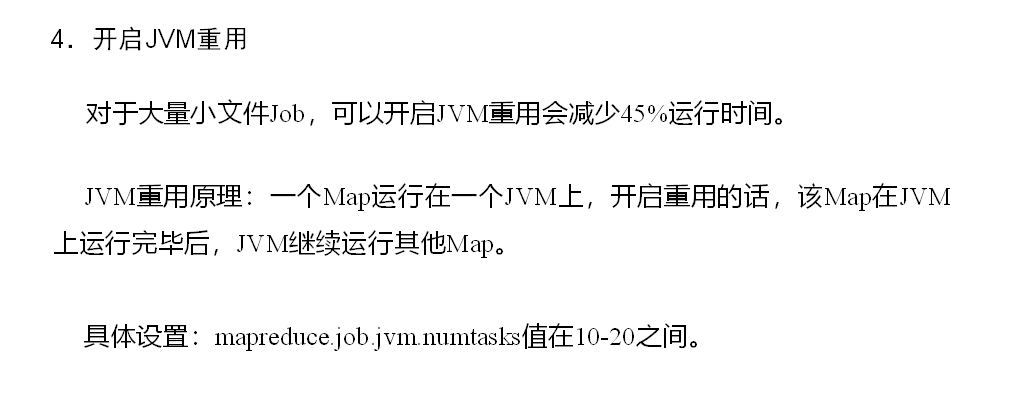 4．开启JVM重用
对于大量小文件Job，可以开启JVM重用会减少45%运行时间。
JVM重用原理：一个Map运行在一个JVM上，开启重用的话，该Map在JVM
上运行完毕后，JVM继续运行其他Map。
具体设置：mapreduce.job.jvm.numtasks值在10-20之间。